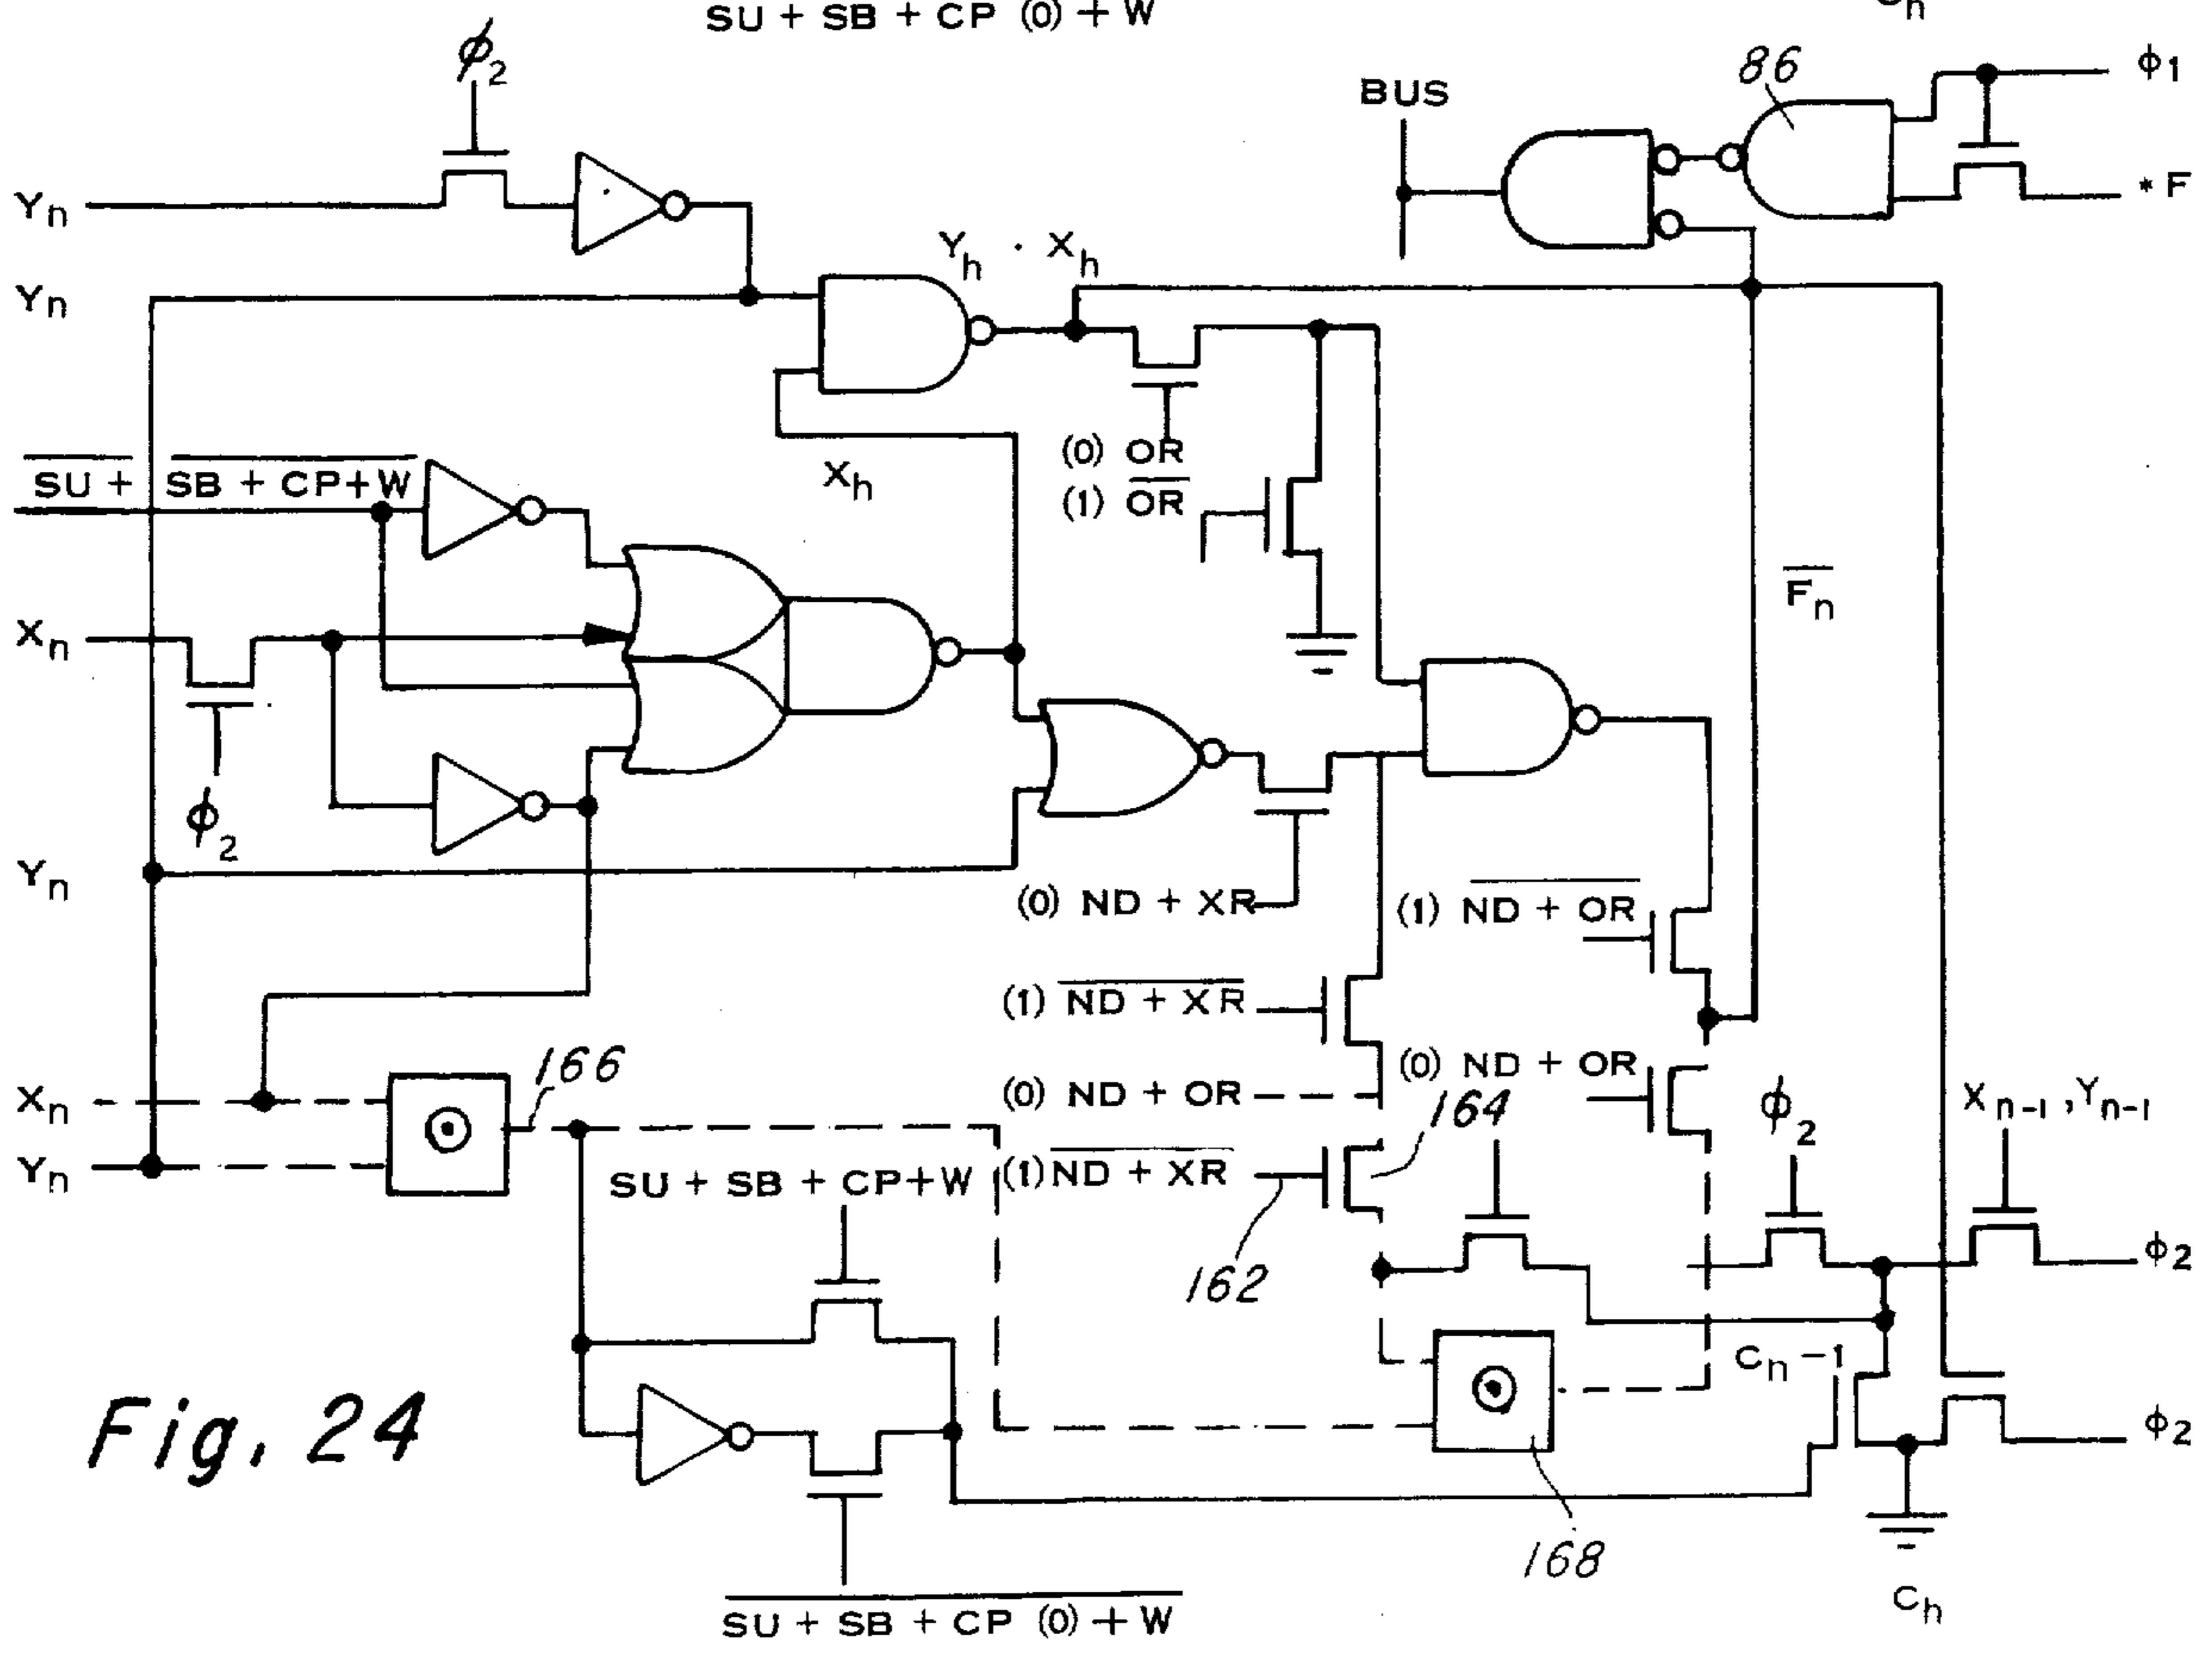 SU + SB + CP (0) + W
Cn
ϕ2
BUS
86
ϕ1
*F
Yn
Yn
Yh · Xh
SU + SB + CP+W
Xh
(0) OR
(1) OR
Fn
Xn
ϕ2
Yn
(0) ND + XR
(1) ND + OR
(1) ND + XR
(0) ND + OR
(0) ND + OR
166
164
Xn
Yn
ϕ2
Xn-1,Yn-1
SU + SB + CP+W
(1) ND + XR
162
ϕ2
Cn-1
ϕ2
Fig. 24
168
SU + SB + CP (0) + W
Ch